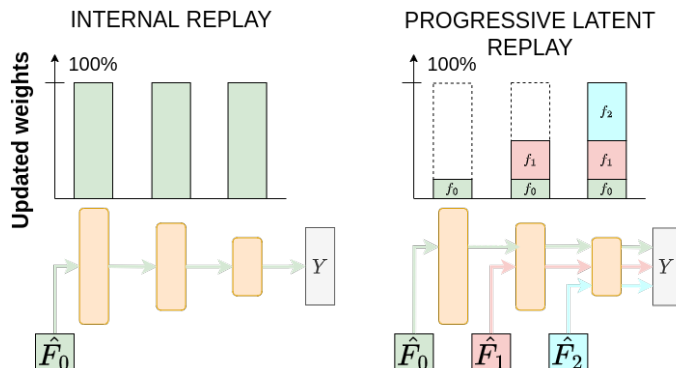 INTERNAL REPLAY
PROGRESSIVE LATENT
REPLAY
Updated weights
100%
100%
f₂
f₁
f₁
f₀
f₀
f₀
Y
Y
F̂₀
F̂₀
F̂₁
F̂₂